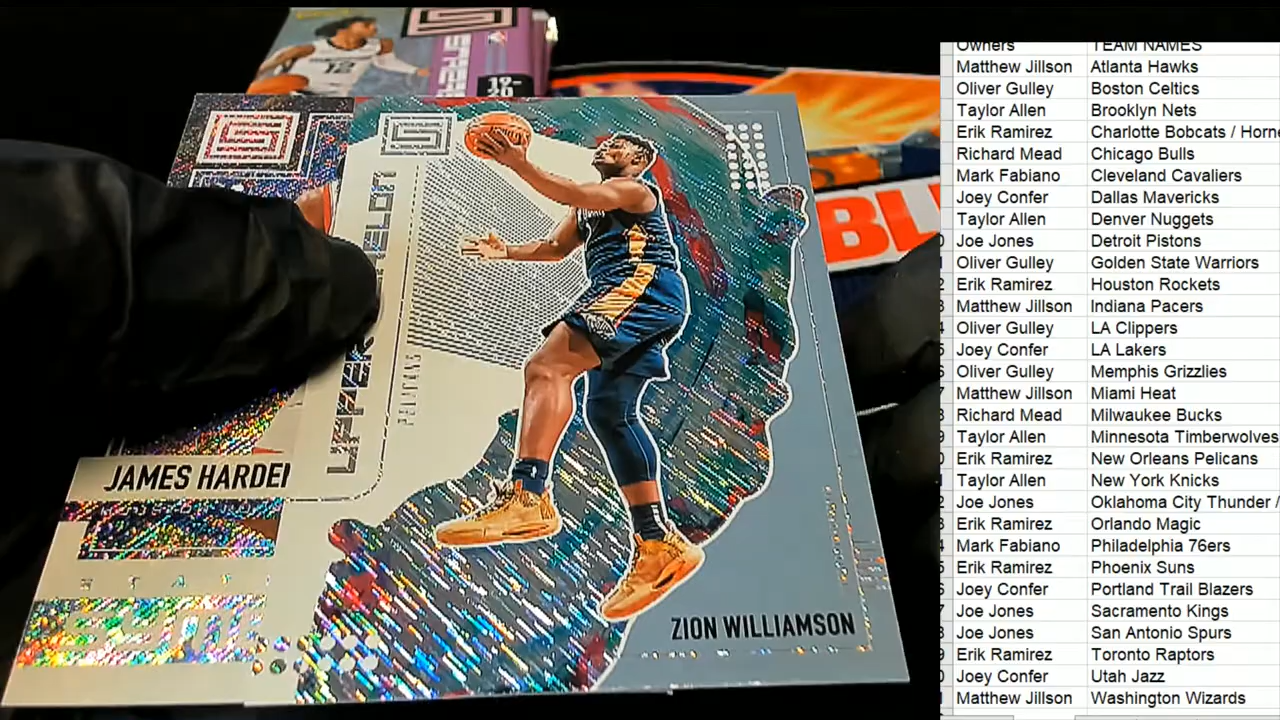 12
19-
20
BL
UPPER ECHELON
PELICANS
JAMES HARDEN
ZION WILLIAMSON
Owners TEAM NAMES
Matthew Jillson Atlanta Hawks
Oliver Gulley Boston Celtics
Taylor Allen Brooklyn Nets
Erik Ramirez Charlotte Bobcats / Horn
Richard Mead Chicago Bulls
Mark Fabiano Cleveland Cavaliers
Joey Confer Dallas Mavericks
Taylor Allen Denver Nuggets
Joe Jones Detroit Pistons
Oliver Gulley Golden State Warriors
Erik Ramirez Houston Rockets
Matthew Jillson Indiana Pacers
Oliver Gulley LA Clippers
Joey Confer LA Lakers
Oliver Gulley Memphis Grizzlies
Matthew Jillson Miami Heat
Richard Mead Milwaukee Bucks
Taylor Allen Minnesota Timberwolves
Erik Ramirez New Orleans Pelicans
Taylor Allen New York Knicks
Joe Jones Oklahoma City Thunder /
Erik Ramirez Orlando Magic
Mark Fabiano Philadelphia 76ers
Erik Ramirez Phoenix Suns
Joey Confer Portland Trail Blazers
Joe Jones Sacramento Kings
Joe Jones San Antonio Spurs
Erik Ramirez Toronto Raptors
Joey Confer Utah Jazz
Matthew Jillson Washington Wizards